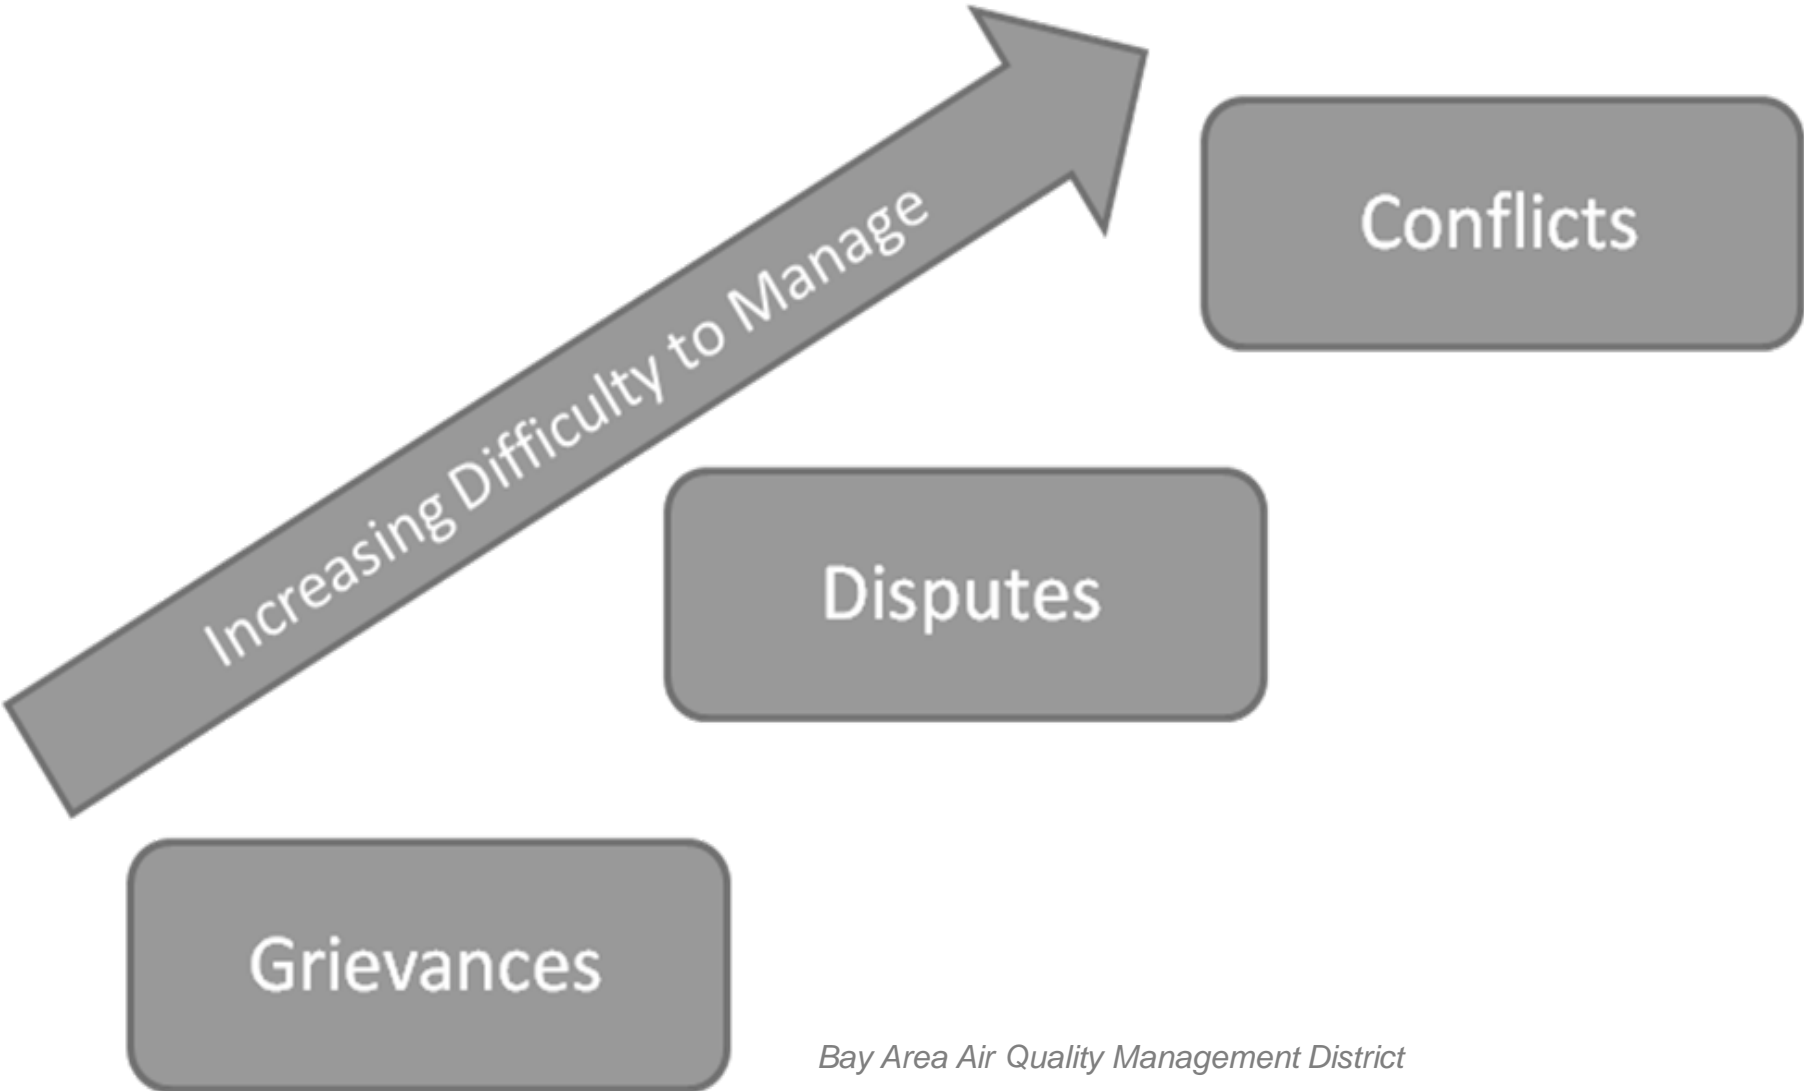 Increasing Difficulty to Manage
Conflicts
Disputes
Grievances
Bay Area Air Quality Management District